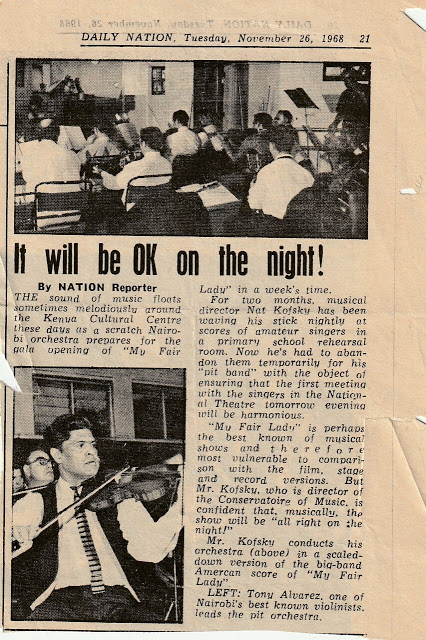 DAILY NATION, Tuesday, November 26, 1968 21
It will be OK on the night!
By NATION Reporter
THE sound of music floats
sometimes melodiously around
the Kenya Cultural Centre
these days as a scratch Nairo-
bi orchestra prepares for the
gala opening of "My Fair
Lady" in a week's time.
For two months, musical
director Nat Kofsky has been
waving his stick nightly at
scores of amateur singers in
a primary school rehearsal
room. Now he's had to aban-
don them temporarily for his
"pit band" with the object of
ensuring that the first meeting
with the singers in the Nation-
al Theatre tomorrow evening
will be harmonious.
"My Fair Lady" is perhaps
the best known of musical
shows and therefore
most vulnerable to compari-
son with the film, stage
and record versions. But
Mr. Kofsky, who is director of
the Conservatoire of Music, is
confident that, musically, the
show will be "all right on the
night!"
Mr. Kofsky conducts his
orchestra (above) in a scaled-
down version of the big-band
Amercan score of "My Fair
Lady"
LEFT: Tony Alvarez, one of
Nairobi's best known violinists,
leads the pit orchestra.